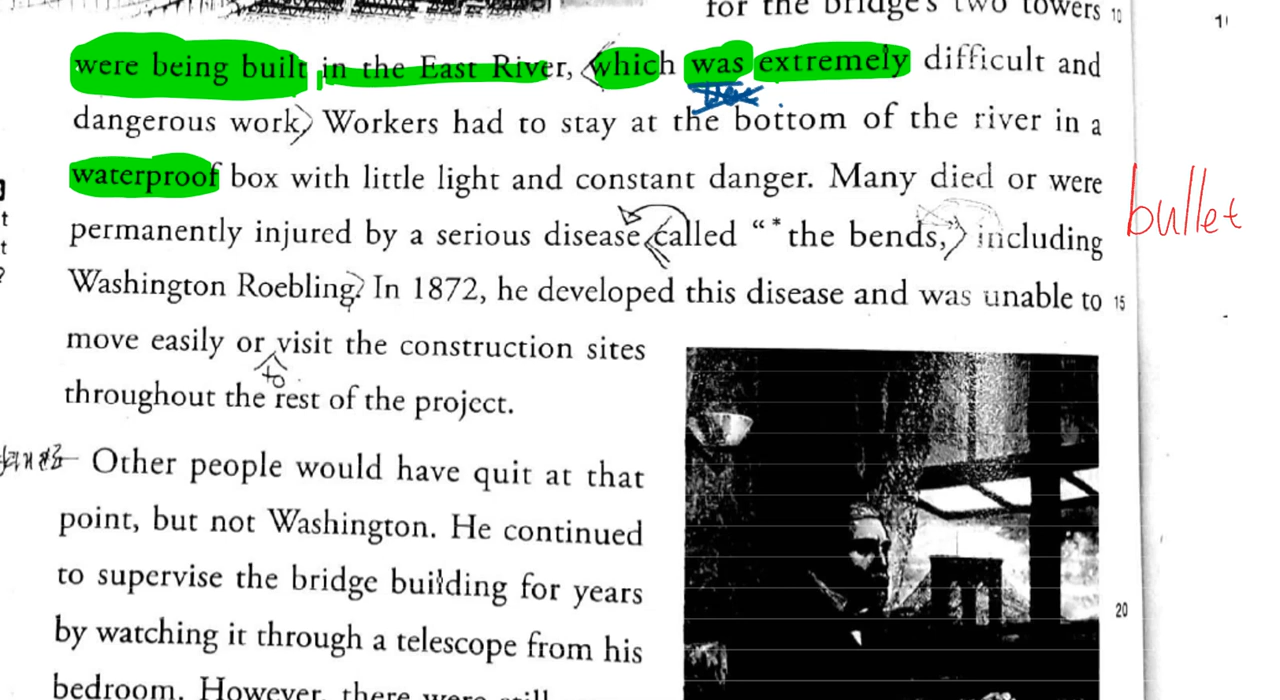 for the bridge's two towers 10
were being built in the East River, which was extremely difficult and
dangerous work. Workers had to stay at the bottom of the river in a
waterproof box with little light and constant danger. Many died or were
permanently injured by a serious disease called “*the bends,” including
bullet
Washington Roebling. In 1872, he developed this disease and was unable to 15
move easily or visit the construction sites
to
throughout the rest of the project.
Other people would have quit at that
point, but not Washington. He continued
to supervise the bridge building for years
by watching it through a telescope from his 20
bedroom. However, there were still